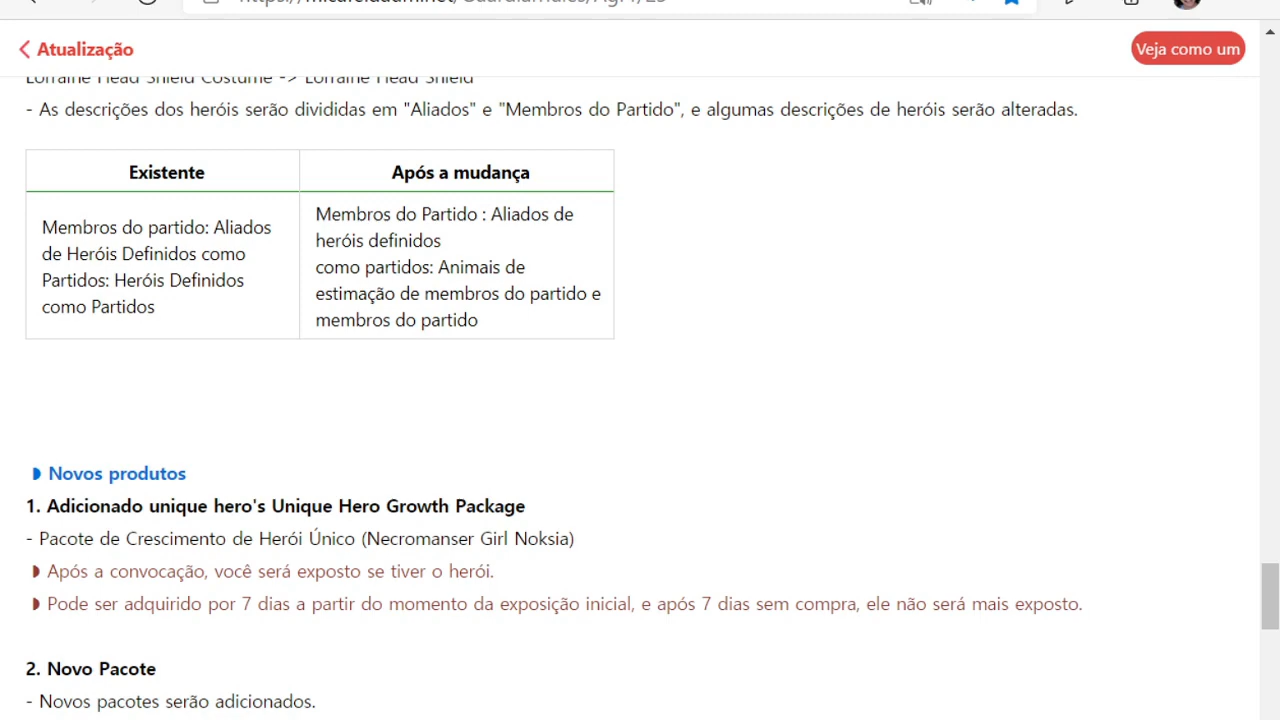 Atualização
Veja como um
Lorraine Head Shield Costume -> Lorraine Head Shield
- As descrições dos heróis serão divididas em "Aliados" e "Membros do Partido", e algumas descrições de heróis serão alteradas.
Existente
Após a mudança
Membros do partido: Aliados
de Heróis Definidos como
Partidos: Heróis Definidos
como Partidos
Membros do Partido : Aliados de
heróis definidos
como partidos: Animais de
estimação de membros do partido e
membros do partido
Novos produtos
1. Adicionado unique hero's Unique Hero Growth Package
- Pacote de Crescimento de Herói Único (Necromanser Girl Noksia)
Após a convocação, você será exposto se tiver o herói.
Pode ser adquirido por 7 dias a partir do momento da exposição inicial, e após 7 dias sem compra, ele não será mais exposto.
2. Novo Pacote
- Novos pacotes serão adicionados.